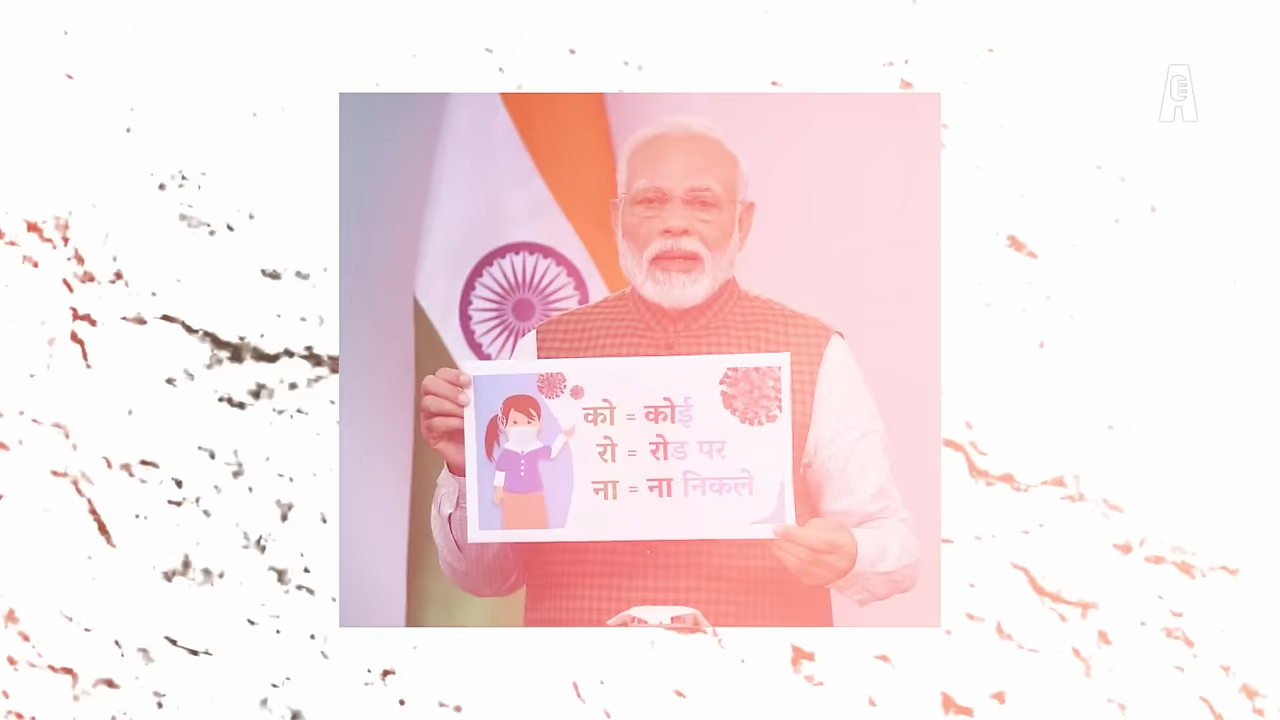 को = कोई
रो = रोड पर
ना = ना निकले